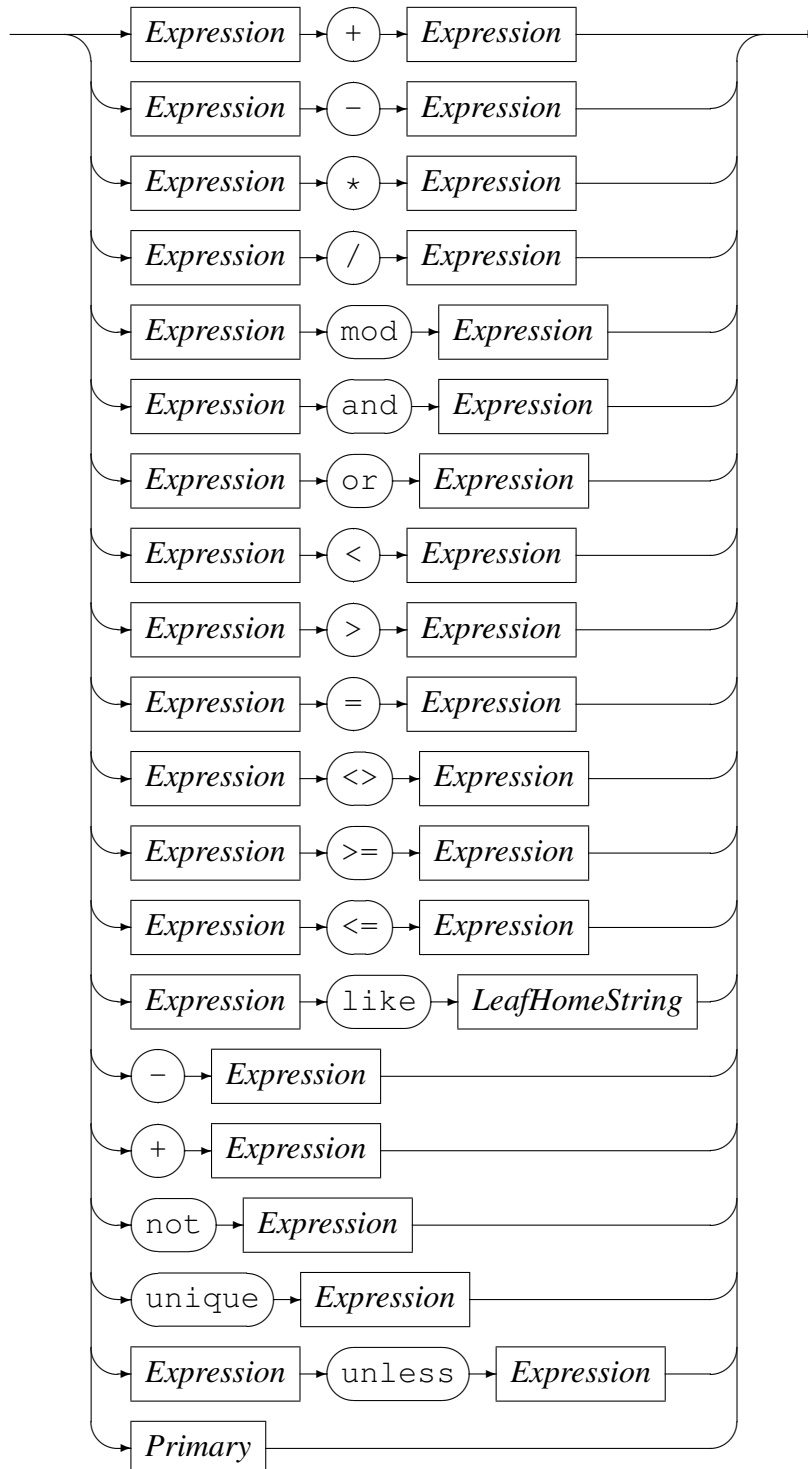 Expression + Expression
Expression - Expression
Expression * Expression
Expression / Expression
Expression mod Expression
Expression and Expression
Expression or Expression
Expression < Expression
Expression > Expression
Expression = Expression
Expression <> Expression
Expression >= Expression
Expression <= Expression
Expression like LeafHomeString
- Expression
+ Expression
not Expression
unique Expression
Expression unless Expression
Primary